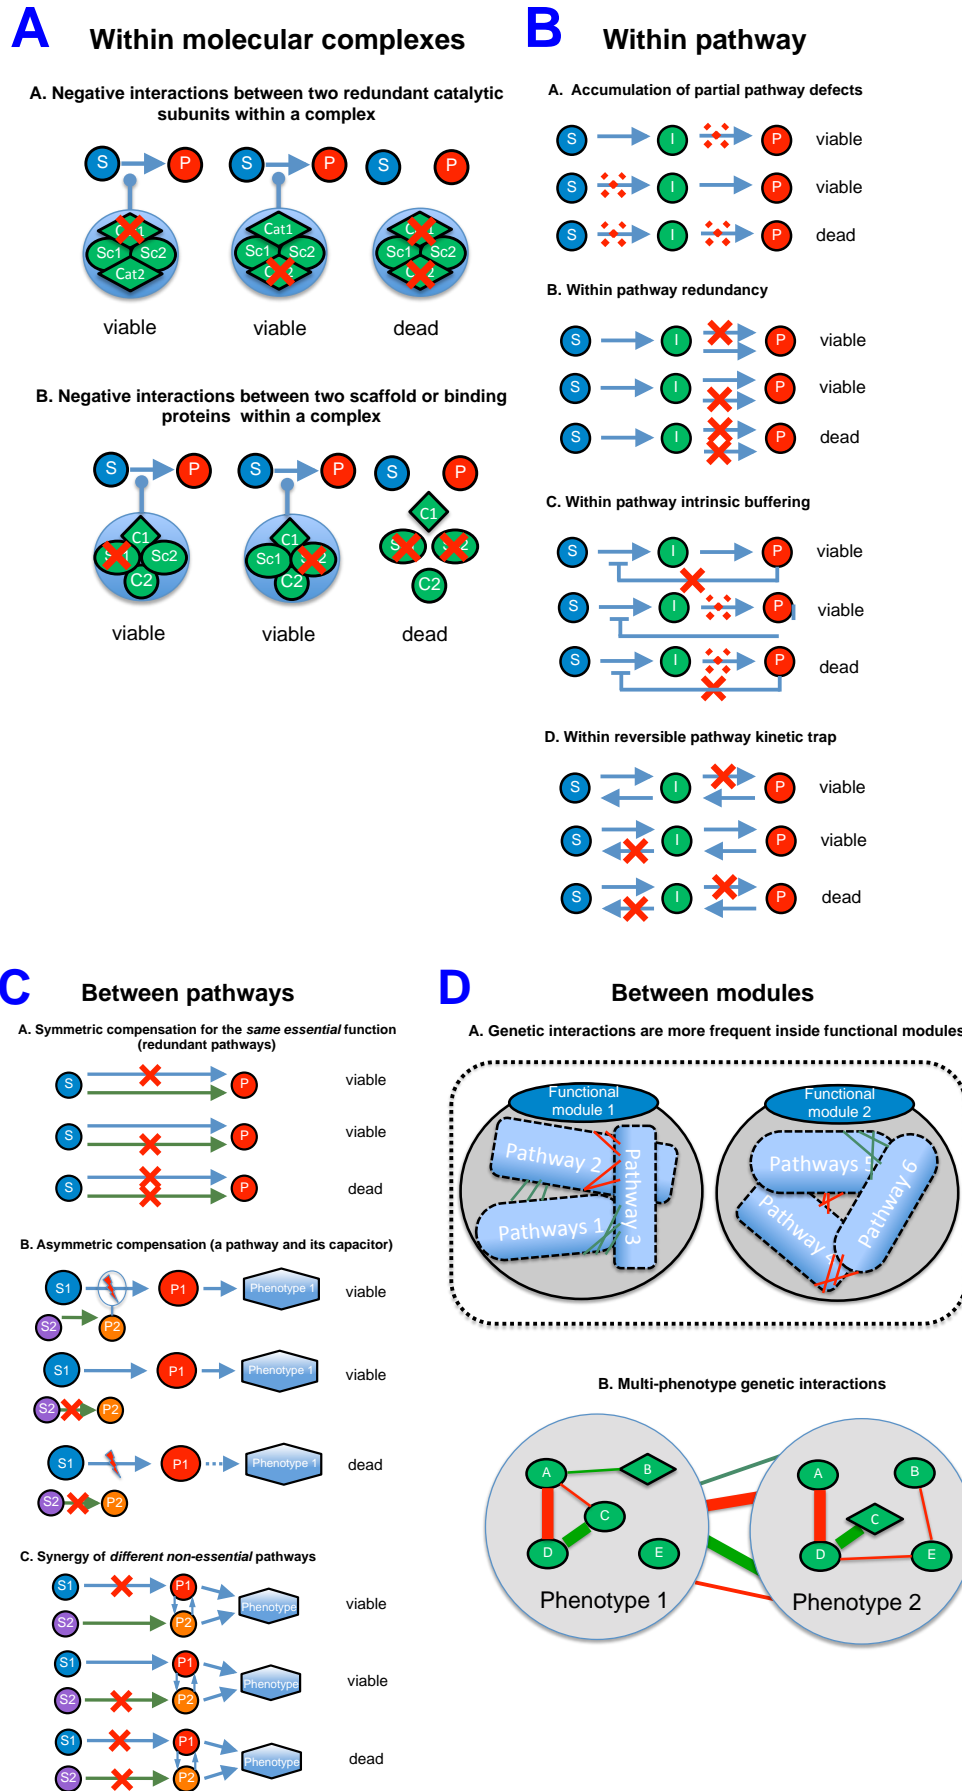 A
Within molecular complexes
A. Negative interactions between two redundant catalytic
subunits within a complex
S P S P S P
Sc1 Sc2 Cat2
Cat1 Sc1 Sc2
Sc1 Sc2
viable viable dead
B. Negative interactions between two scaffold or binding
proteins within a complex
S P S P S P
C1 Sc2 C2
C1 Sc1 C2
C1 C2
viable viable dead
B
Within pathway
A. Accumulation of partial pathway defects
S I P viable
S I P viable
S I P dead
B. Within pathway redundancy
S I P viable
S I P viable
S I P dead
C. Within pathway intrinsic buffering
S I P viable
S I P viable
S I P dead
D. Within reversible pathway kinetic trap
S I P viable
S I P viable
S I P dead
C
Between pathways
A. Symmetric compensation for the same essential function
(redundant pathways)
S P viable
S P viable
S P dead
B. Asymmetric compensation (a pathway and its capacitor)
S1 P1 Phenotype 1 viable
S2 P2
S1 P1 Phenotype 1 viable
S2 P2
S1 P1 Phenotype 1 dead
S2 P2
C. Synergy of different non-essential pathways
S1 P1
Phenotype viable
S2 P2
S1 P1
Phenotype viable
S2 P2
S1 P1
Phenotype dead
S2 P2
D
Between modules
A. Genetic interactions are more frequent inside functional modules
Functional
module 1
Pathway 2
Pathways 1
Pathway 3
Functional
module 2
Pathways 5
Pathway
Pathway 6
B. Multi-phenotype genetic interactions
A B
C
D E
Phenotype 1
A B
C
D E
Phenotype 2